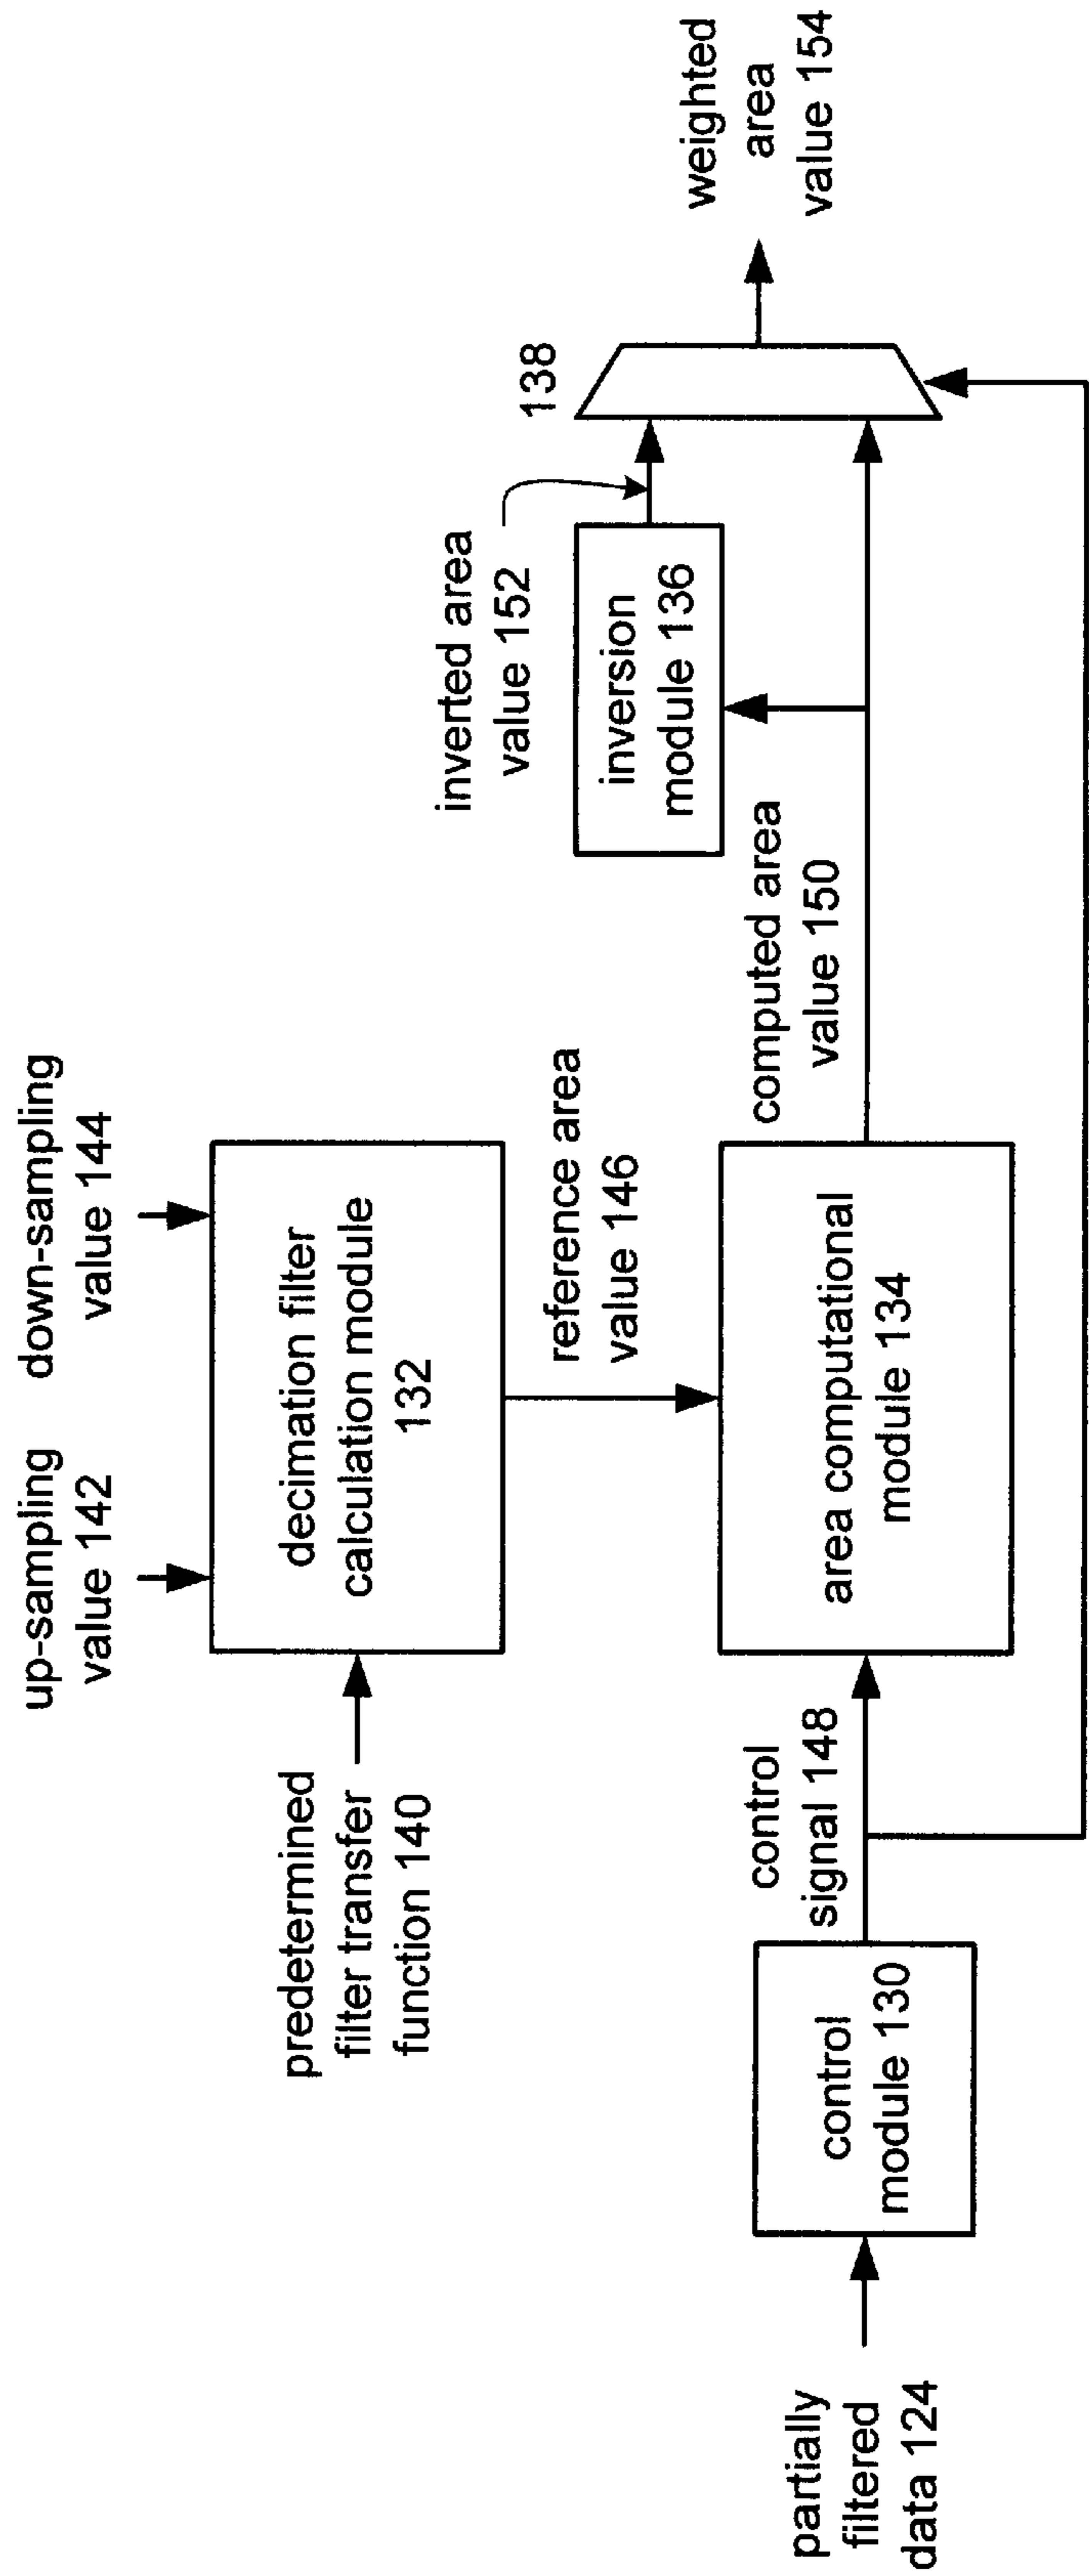 up-sampling
value 142
down-sampling
value 144
predetermined
filter transfer
function 140
decimation filter
calculation module
132
reference area
value 146
partially
filtered
data 124
control
module 130
control
signal 148
area computational
module 134
computed area
value 150
inversion
module 136
inverted area
value 152
138
weighted
area
value 154